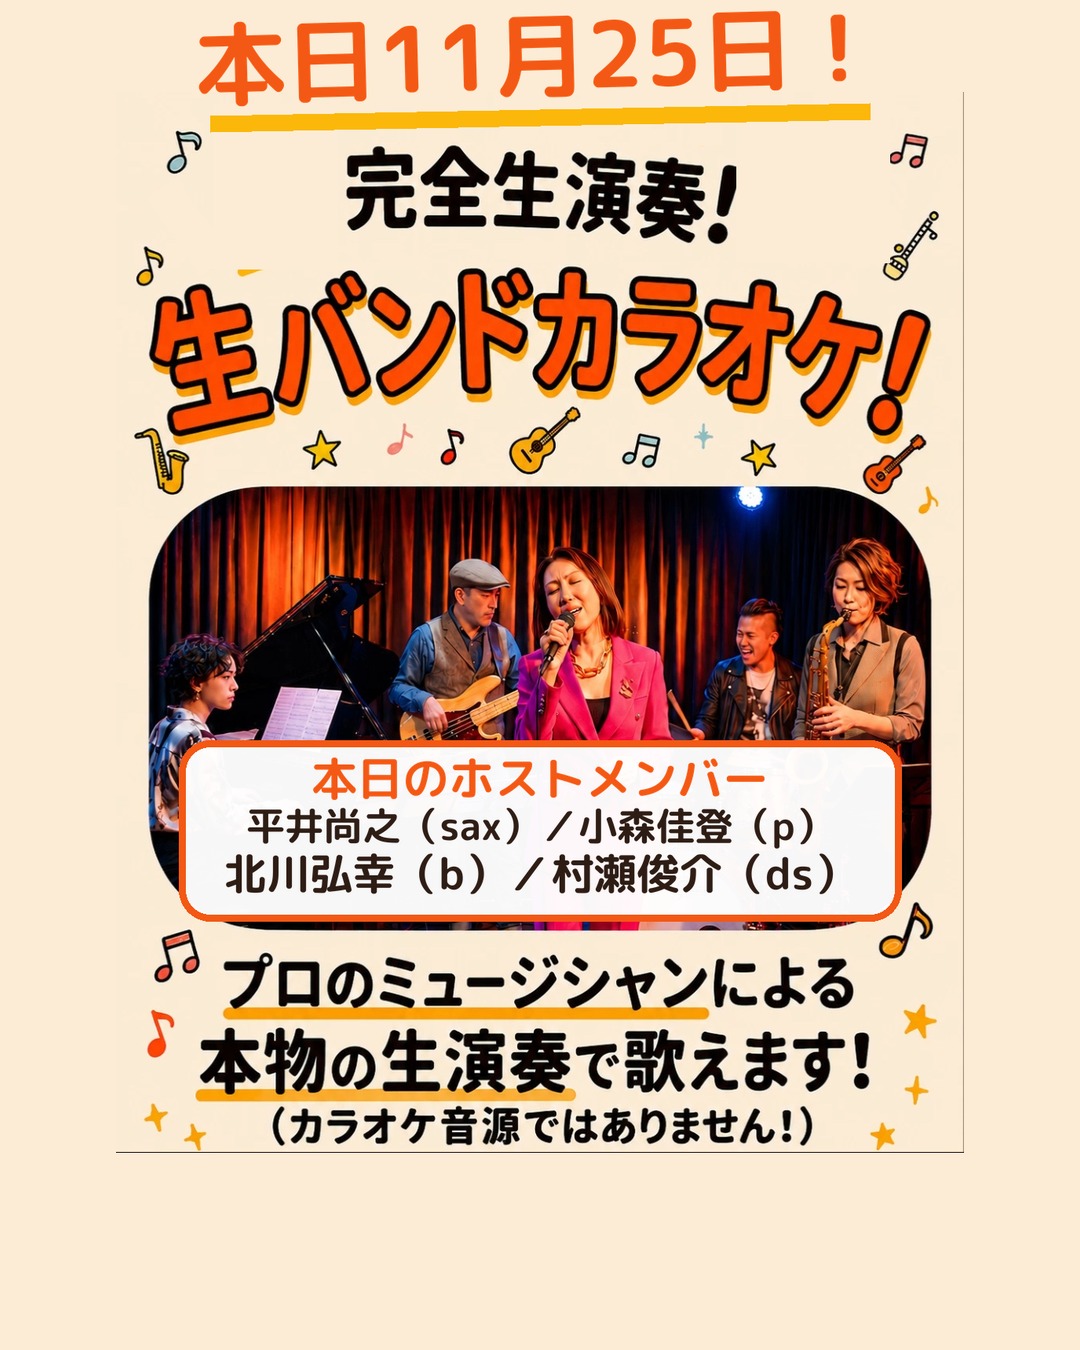 本日11月25日！
完全生演奏!
生バンドカラオケ!
本日のホストメンバー
平井尚之（sax）／小森佳登（p）
北川弘幸（b）／村瀬俊介（ds）
プロのミュージシャンによる
本物の生演奏で歌えます!
(カラオケ音源ではありません!)